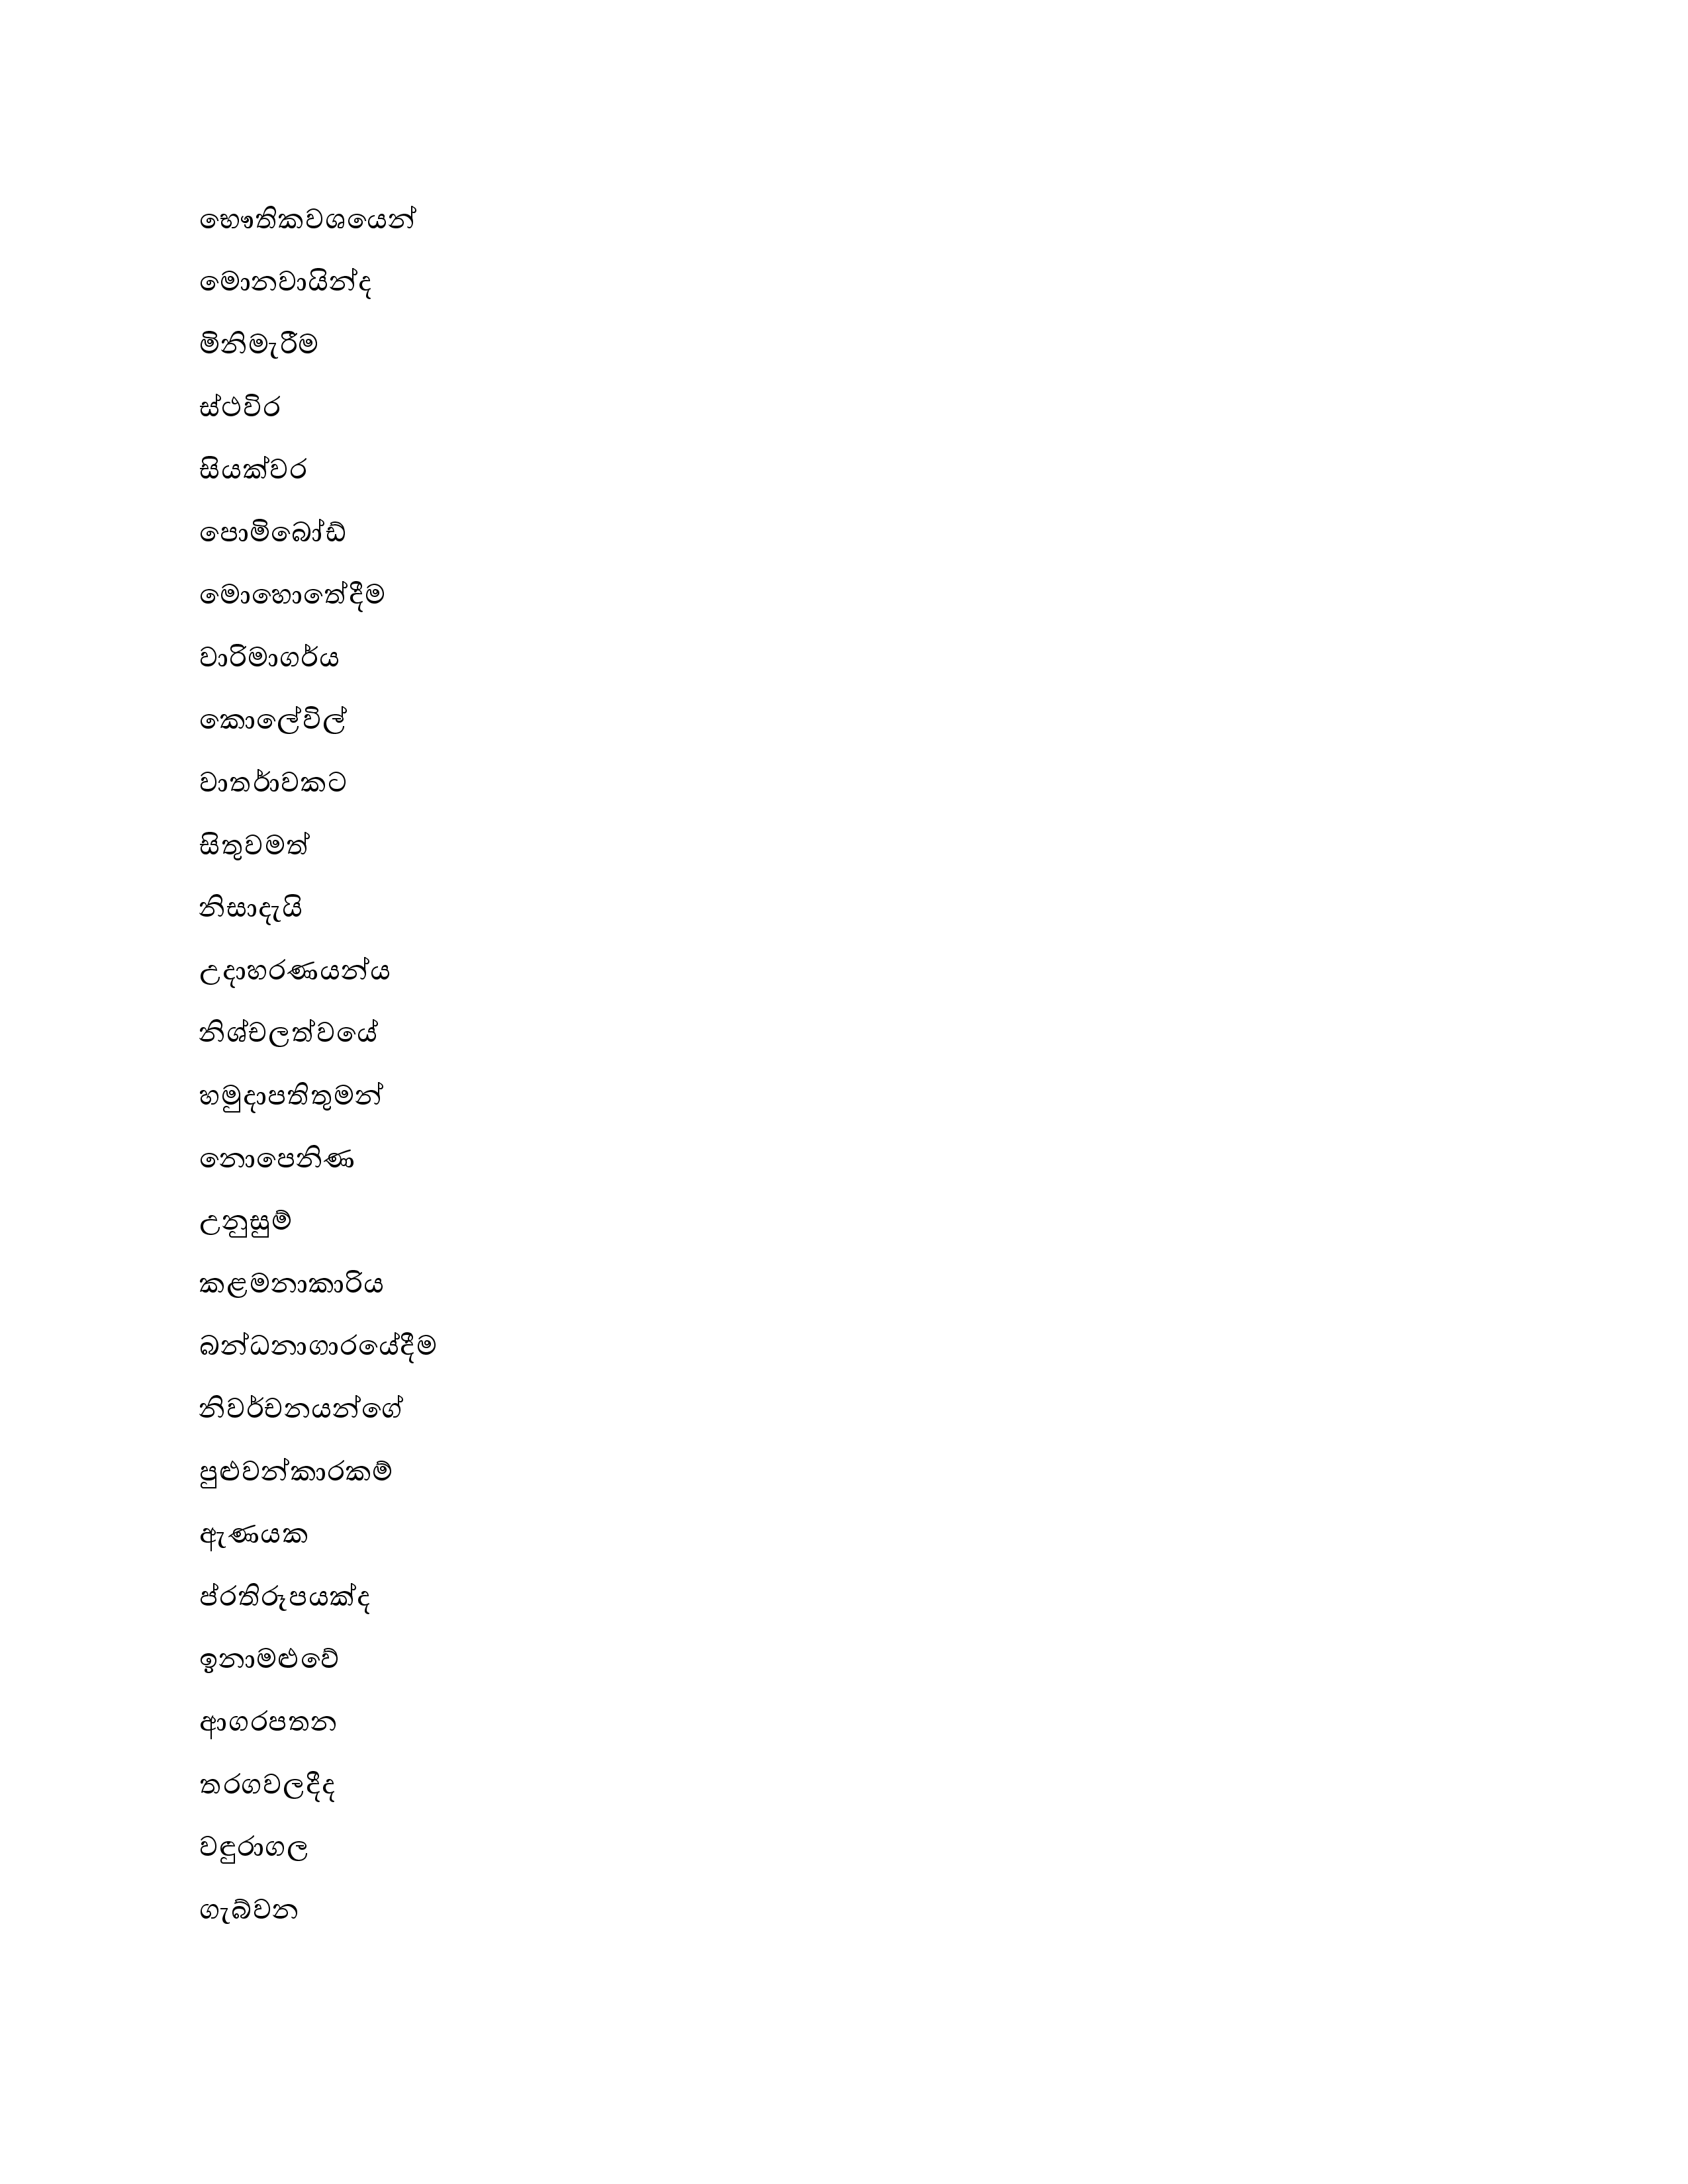 භෞතිකවශයෙන්
මොනවායින්ද
මිනිමැරීම
ස්ථවිර
සියක්වර
පොම්බෝඩ්
මොහොතේදීම
වාරිමාගර්ය
කොලේවිල්
වාතර්ාවකට
සිතුවමත්
නිසාදැයි
උදාහරණයන්ය
නිශ්චලත්වයේ
හමුදාපතිතුමන්
නොපෙනිණ
උනුසුම්
කළමනාකාරිය
බන්ධනාගාරයේදීම
නිවර්චනයන්ගේ
පුළුවන්කාරකම්
ඇණයක
ප්රතිරූපයක්ද
ඉනාමළුවේ
ආගරපතන
තරගවලදීද
වඳුරාගල
ගැබ්වන